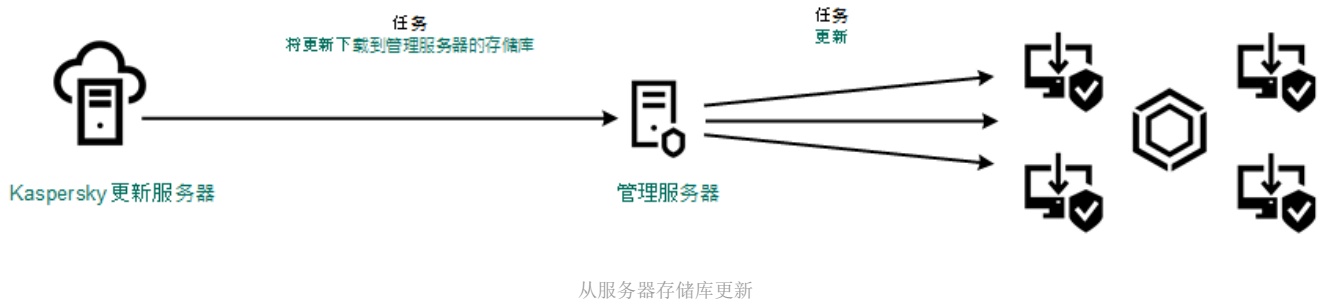 任务
将更新下载到管理服务器的存储库
任务
更新
Kaspersky 更新服务器
管理服务器
从服务器存储库更新